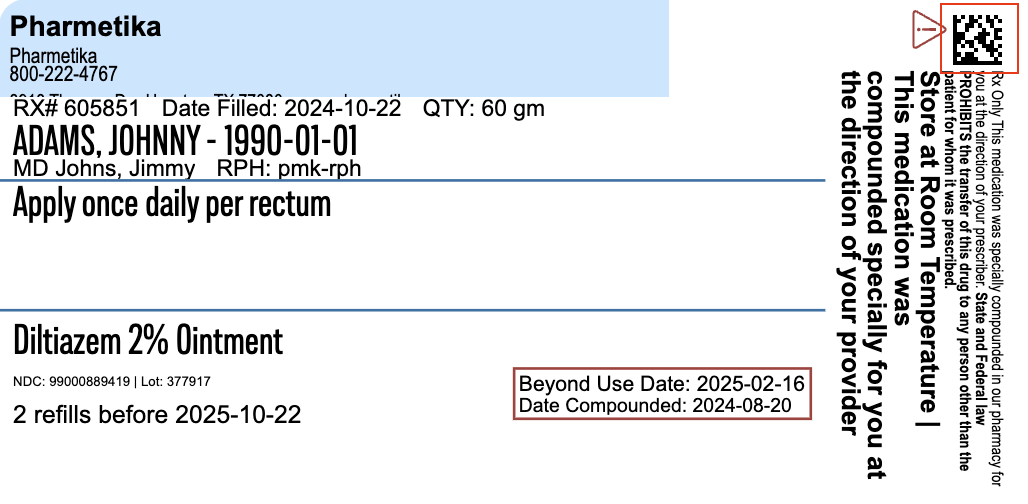 Pharmetika
Pharmetika
800-222-4767
RX# 605851 Date Filled: 2024-10-22 QTY: 60 gm
ADAMS, JOHNNY - 1990-01-01
MD Johns, Jimmy RPH: pmk-rph
Apply once daily per rectum
Diltiazem 2% Ointment
NDC: 99000889419 | Lot: 377917
2 refills before 2025-10-22
Beyond Use Date: 2025-02-16
Date Compounded: 2024-08-20
Rx Only This medication was specially compounded in our pharmacy for
you at the direction of your prescriber. State and Federal law
PROHIBITS the transfer of this drug to any person other than the
patient for whom it was prescribed.
Store at Room Temperature |
This medication was
compounded specially for you at
the direction of your provider